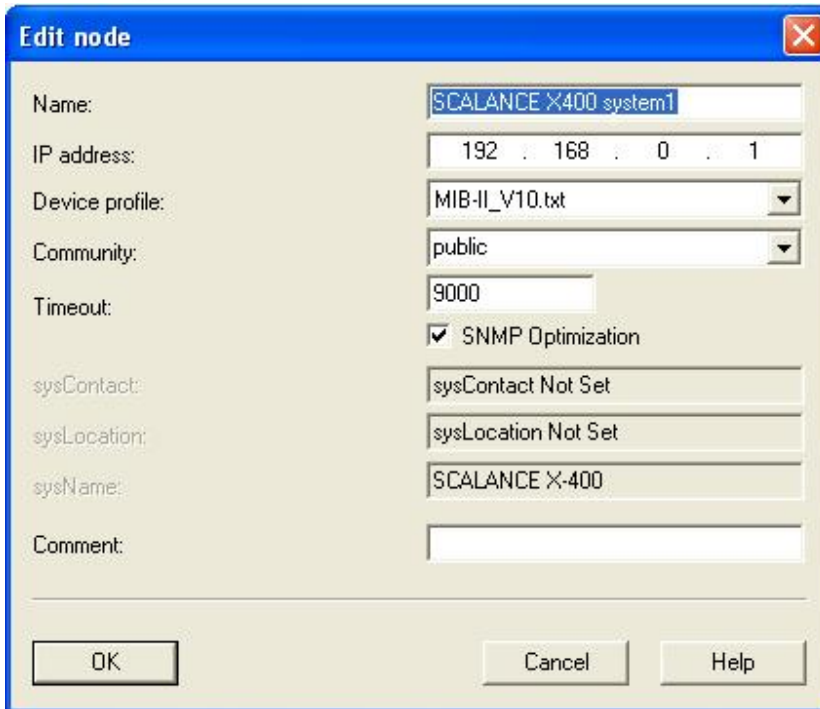 Edit node
Name: SCALANCE X400 system1
IP address: 192 . 168 . 0 . 1
Device profile: MIB-II_V10.txt
Community: public
Timeout: 9000
SNMP Optimization
sysContact: sysContact Not Set
sysLocation: sysLocation Not Set
sysName: SCALANCE X-400
Comment:
OK Cancel Help